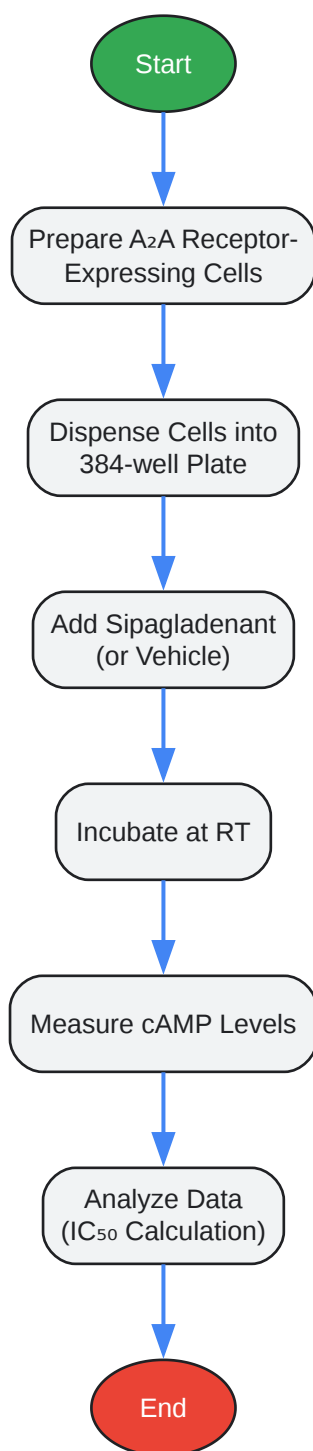 Start
Prepare A₂A Receptor-
Expressing Cells
Dispense Cells into
384-well Plate
Add Sipagladenant
(or Vehicle)
Incubate at RT
Measure cAMP Levels
Analyze Data
(IC₅₀ Calculation)
End